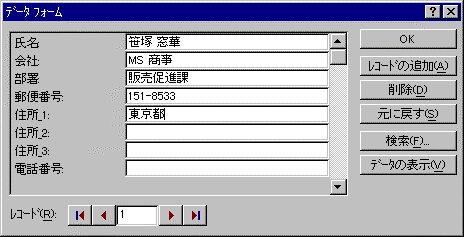 データ フォーム
氏名 笹塚 窓華
会社: MS 商事
部署: 販売促進課
郵便番号: 151-8533
住所_1: 東京都
住所_2:
住所_3:
電話番号:
OK
レコードの追加(A)
削除(D)
元に戻す(S)
検索(F)...
データの表示(V)
レコード(R): 1